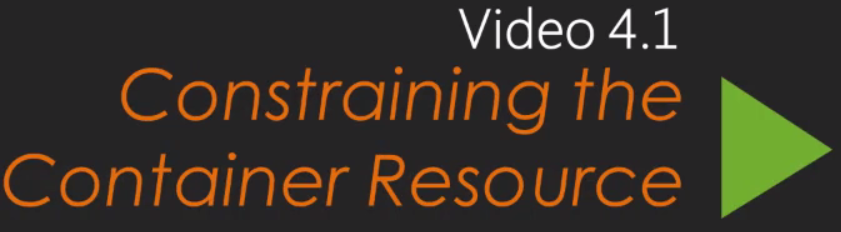 Video 4.1
Constraining the
Container Resource